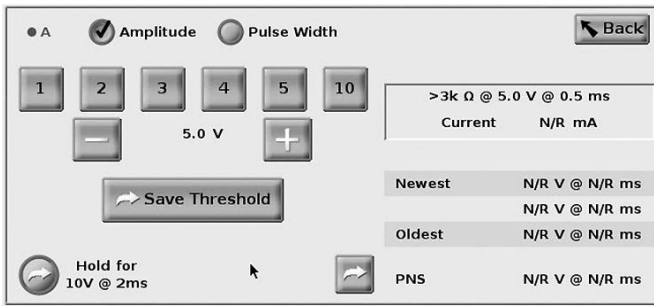 A Amplitude Pulse Width Back
1 2 3 4 5 10
5.0 V
Save Threshold
Hold for
10V @ 2ms
>3k Ω @ 5.0 V @ 0.5 ms
Current N/R mA
Newest N/R V @ N/R ms
N/R V @ N/R ms
Oldest N/R V @ N/R ms
PNS N/R V @ N/R ms